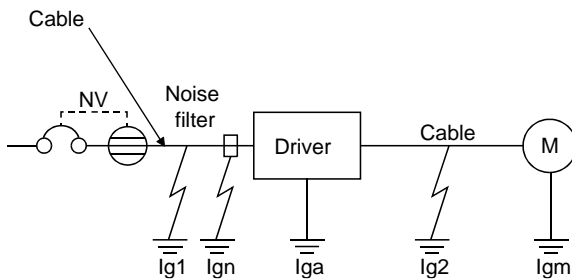 Cable
NV
Noise
filter
Driver
Cable
M
Ig1
Ign
Iga
Ig2
Igm